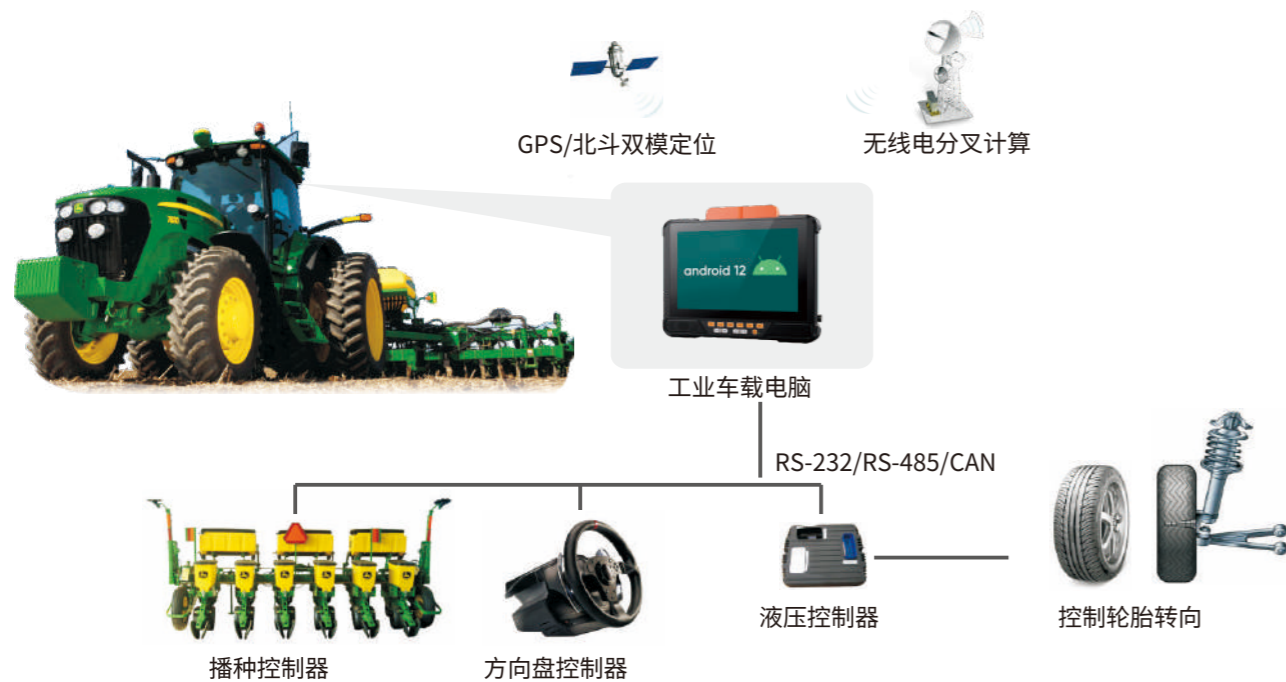 GPS/北斗双模定位
无线电分叉计算
android 12
工业车载电脑
RS-232/RS-485/CAN
播种控制器
方向盘控制器
液压控制器
控制轮胎转向